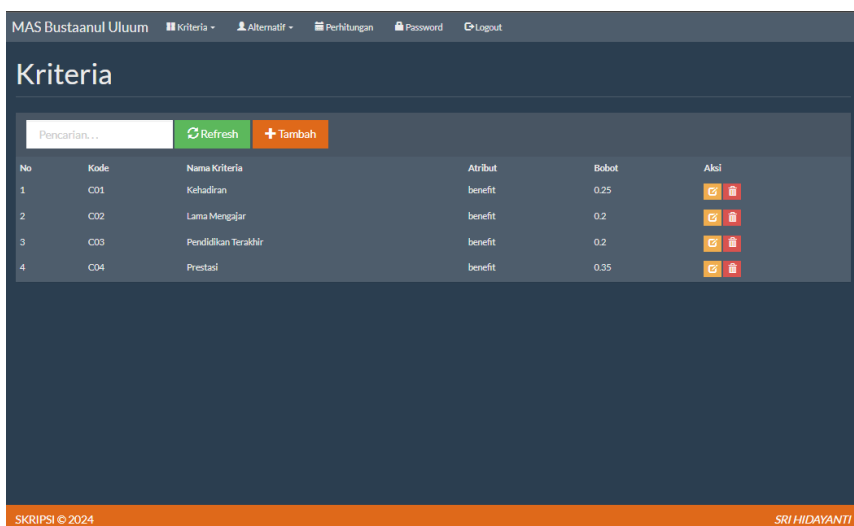 MAS Bustaanul Uluum Kriteria Alternatif Perhitungan Password Logout
Kriteria
Pencarian... Refresh Tambah
No Kode Nama Kriteria Atribut Bobot Aksi
1 C01 Kehadiran benefit 0.25
2 C02 Lama Mengajar benefit 0.2
3 C03 Pendidikan Terakhir benefit 0.2
4 C04 Prestasi benefit 0.35
SKRIPSI © 2024 SRI HIDAYANTI